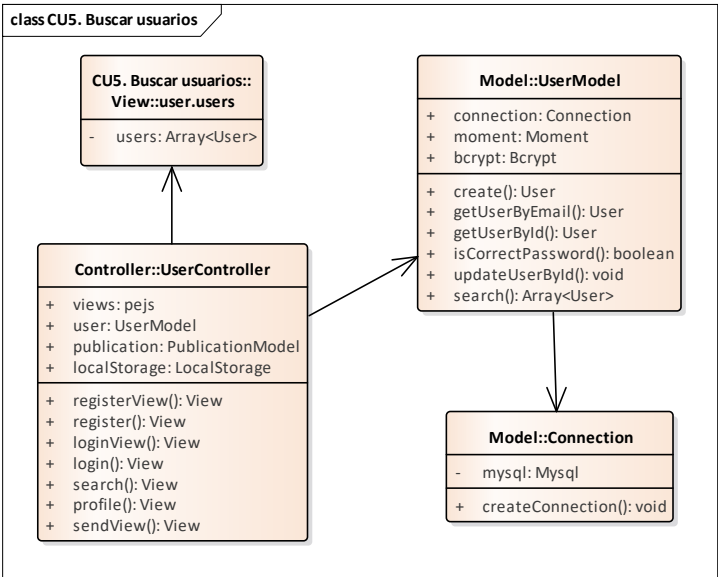 class CU5. Buscar usuarios
CU5. Buscar usuarios::
View::user.users
- users: Array<User>
Model::UserModel
+ connection: Connection
+ moment: Moment
+ bcrypt: Bcrypt
+ create(): User
+ getUserByEmail(): User
+ getUserById(): User
+ isCorrectPassword(): boolean
+ updateUserById(): void
+ search(): Array<User>
Controller::UserController
+ views: pejs
+ user: UserModel
+ publication: PublicationModel
+ localStorage: LocalStorage
+ registerView(): View
+ register(): View
+ loginView(): View
+ login(): View
+ search(): View
+ profile(): View
+ sendView(): View
Model::Connection
- mysql: Mysql
+ createConnection(): void